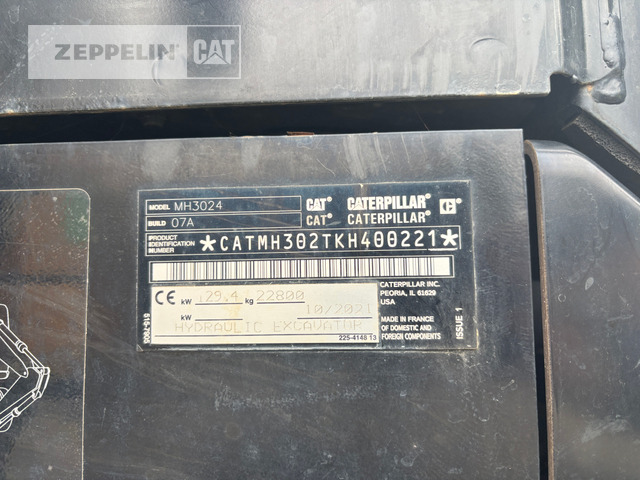 ZEPPELIN CAT
MODEL MH3024
BUILD 07A
CAT CATERPILLAR
CAT CATERPILLAR
PRODUCT IDENTIFICATION NUMBER *CATMH302TKH400221*
CE kW 129.4 kg 22800
kW 10/2021
HYDRAULIC EXCAVATOR
225-4148 13
516-7905
CATERPILLAR INC.
PEORIA, IL 61629
USA
MADE IN FRANCE
OF DOMESTIC AND
FOREIGN COMPONENTS
ISSUE 1